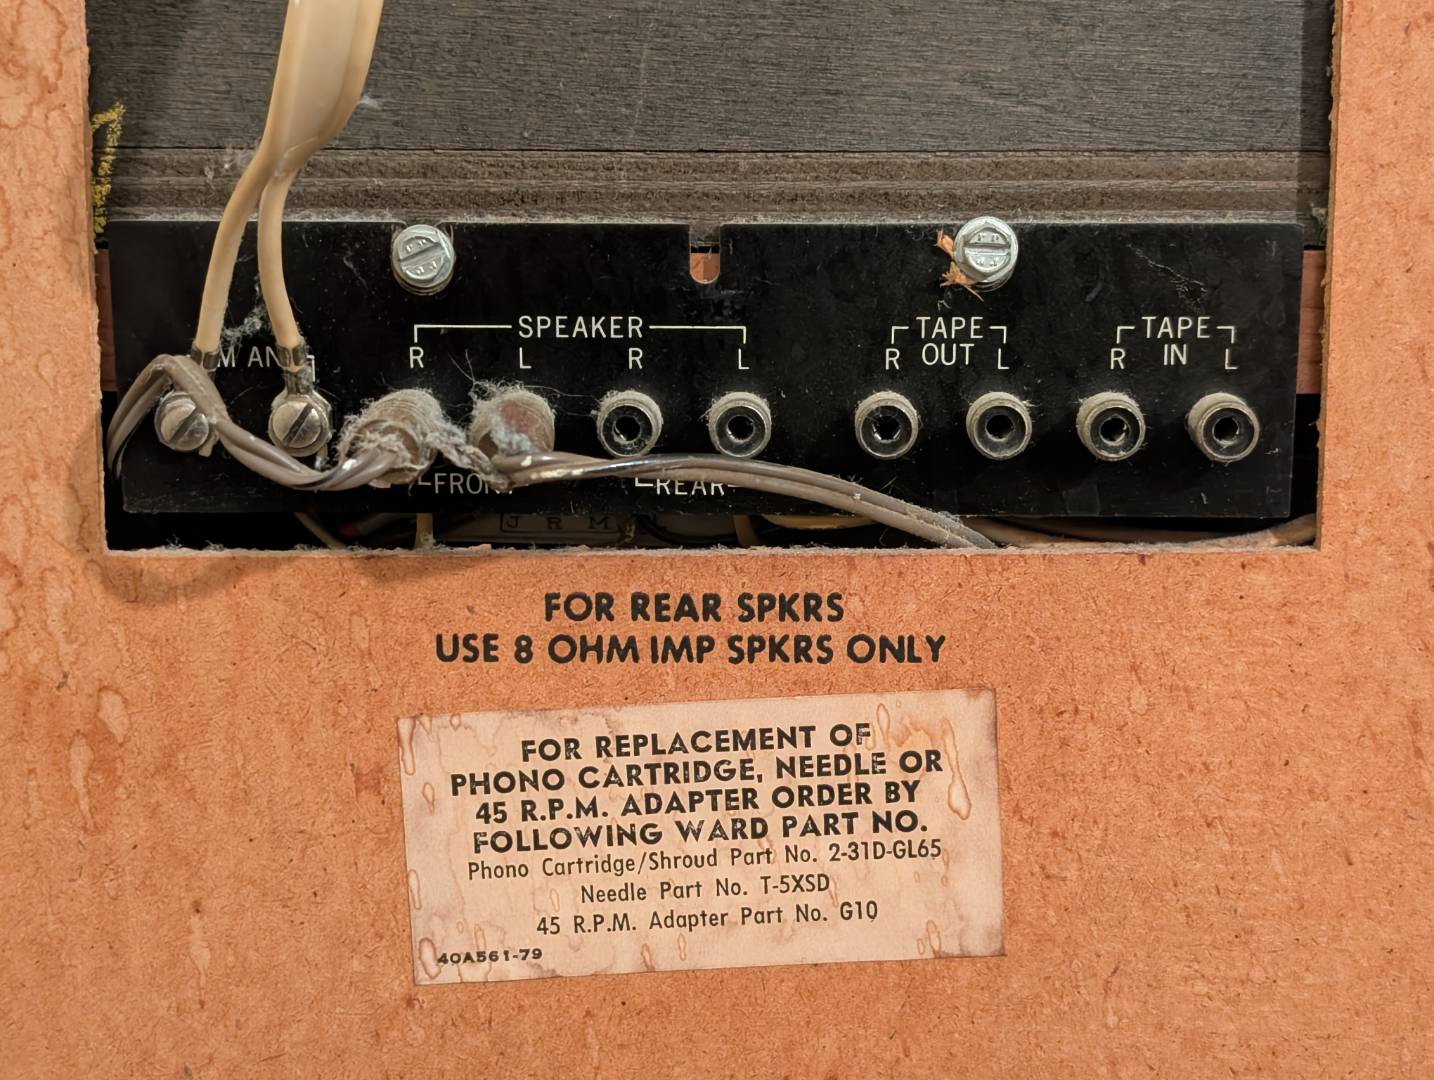 SPEAKER
R L R L
TAPE
R OUT L
TAPE
R IN L
M AN
FRONT
REAR
J R M
FOR REAR SPKRS
USE 8 OHM IMP SPKRS ONLY
FOR REPLACEMENT OF
PHONO CARTRIDGE, NEEDLE OR
45 R.P.M. ADAPTER ORDER BY
FOLLOWING WARD PART NO.
Phono Cartridge/Shroud Part No. 2-31D-GL65
Needle Part No. T-5XSD
45 R.P.M. Adapter Part No. G10
40A561-79